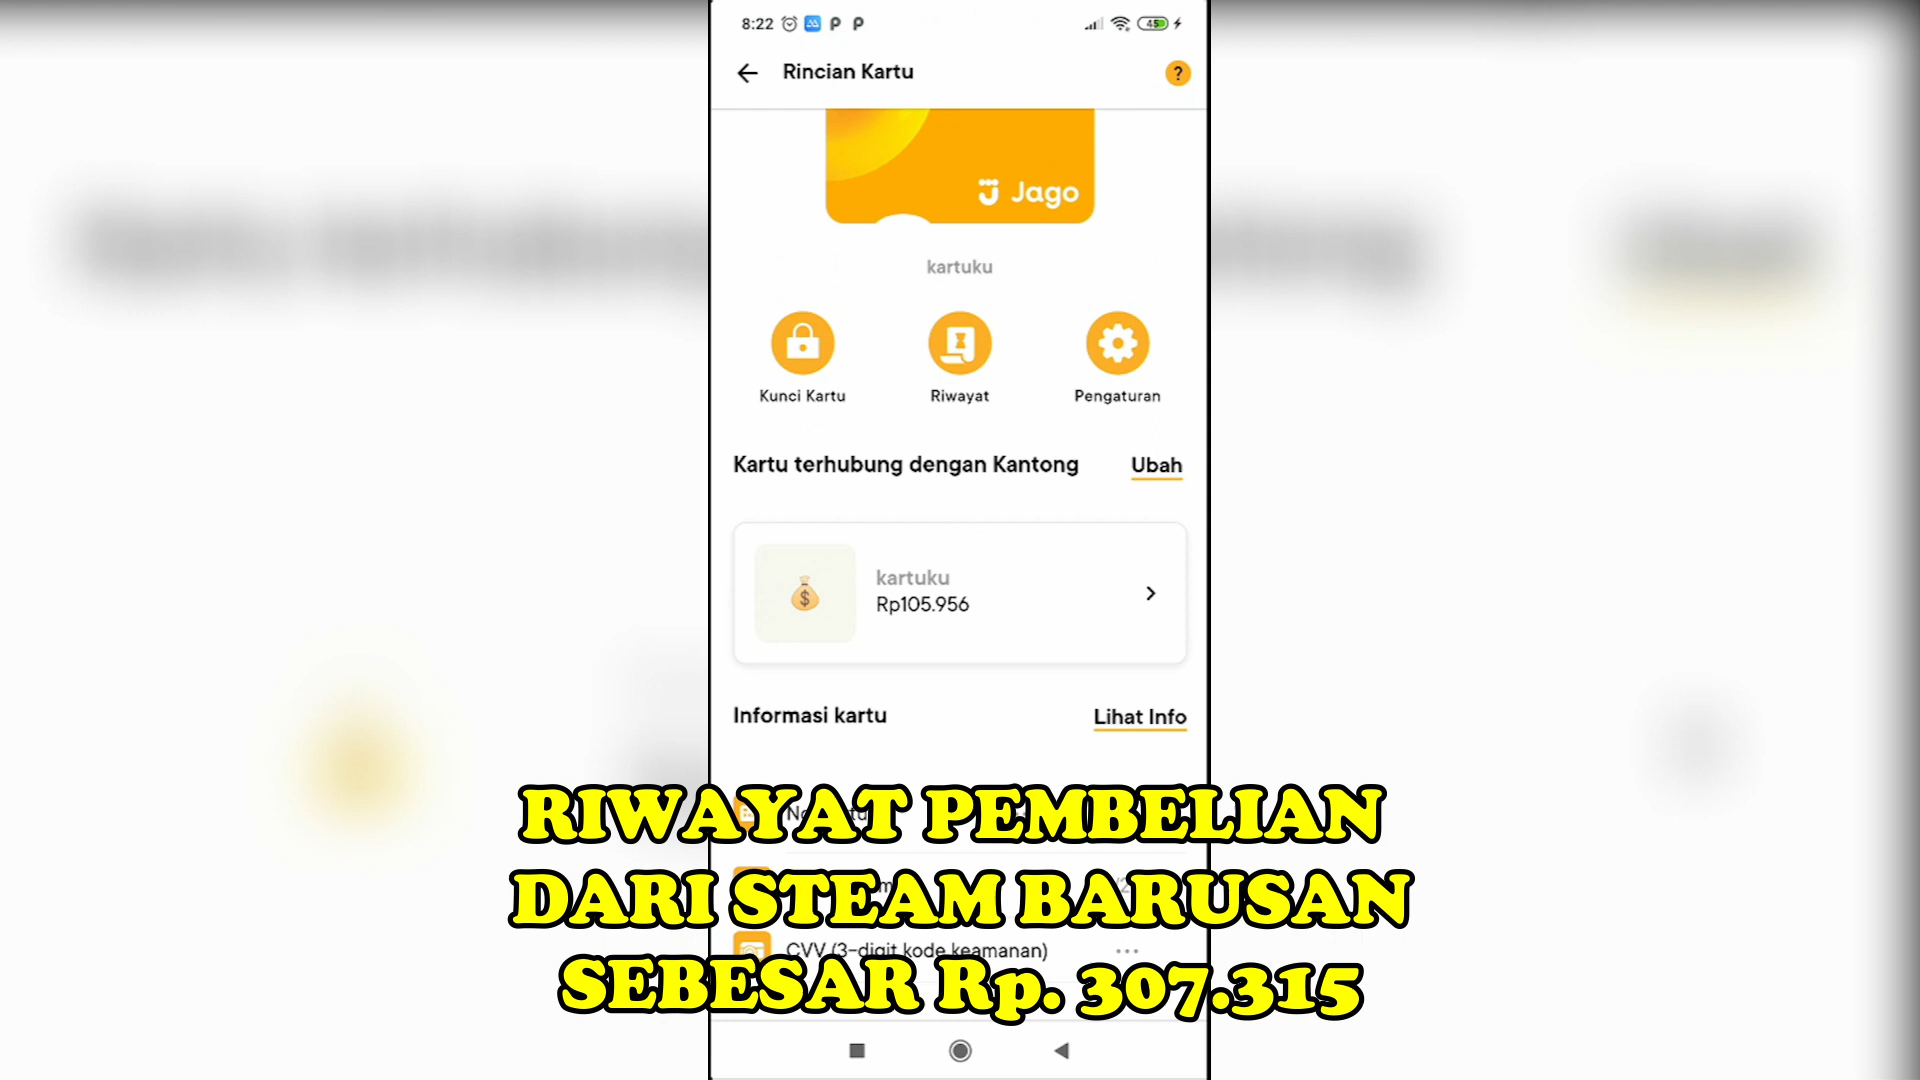 8:22
45
Rincian Kartu
?
Jago
kartuku
Kunci Kartu
Riwayat
Pengaturan
Kartu terhubung dengan Kantong
Ubah
kartuku
Rp105.956
Informasi kartu
Lihat Info
RIWAYAT PEMBELIAN
DARI STEAM BARUSAN
CVV (3-digit kode keamanan)
SEBESAR Rp. 307.315